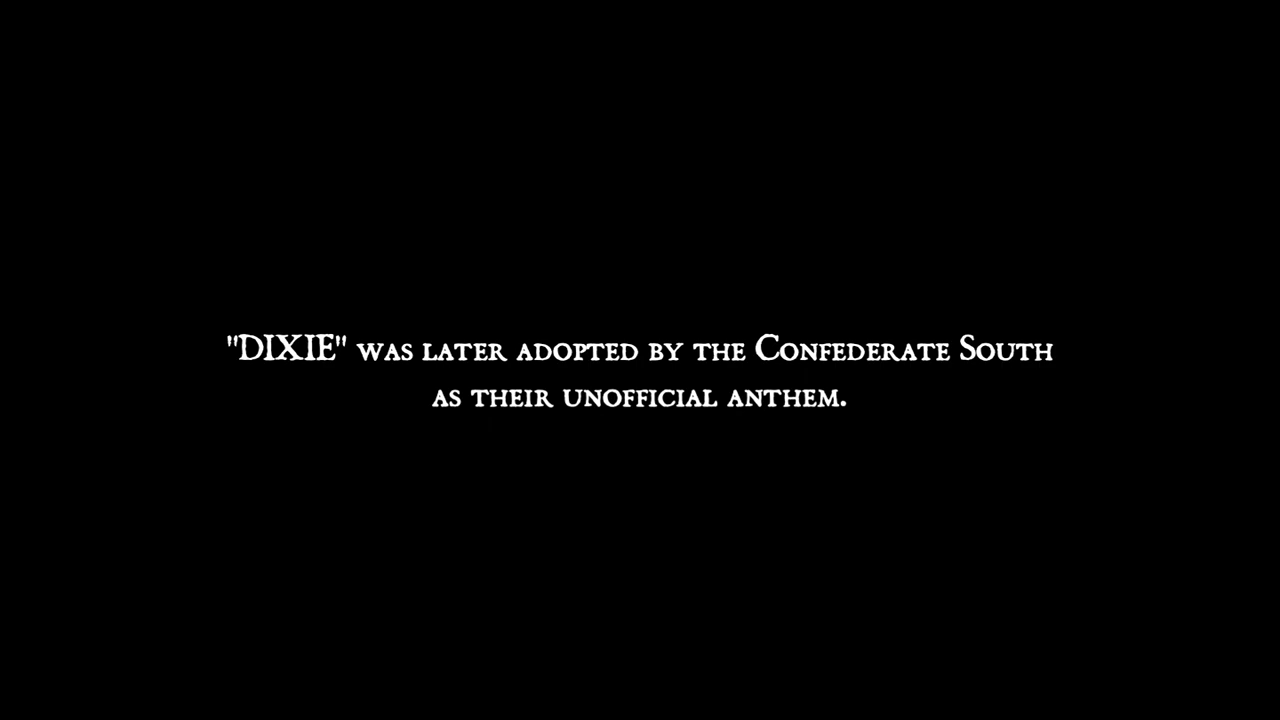 "DIXIE" was later adopted by the Confederate South
as their unofficial anthem.